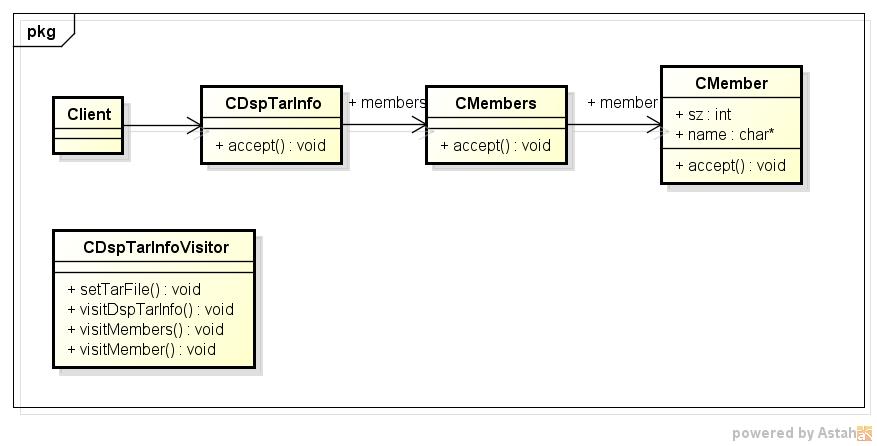 pkg
Client
CDspTarInfo
+ accept() : void
+ members
CMembers
+ accept() : void
+ member
CMember
+ sz : int
+ name : char*
+ accept() : void
CDspTarInfoVisitor
+ setTarFile() : void
+ visitDspTarInfo() : void
+ visitMembers() : void
+ visitMember() : void
powered by Astah